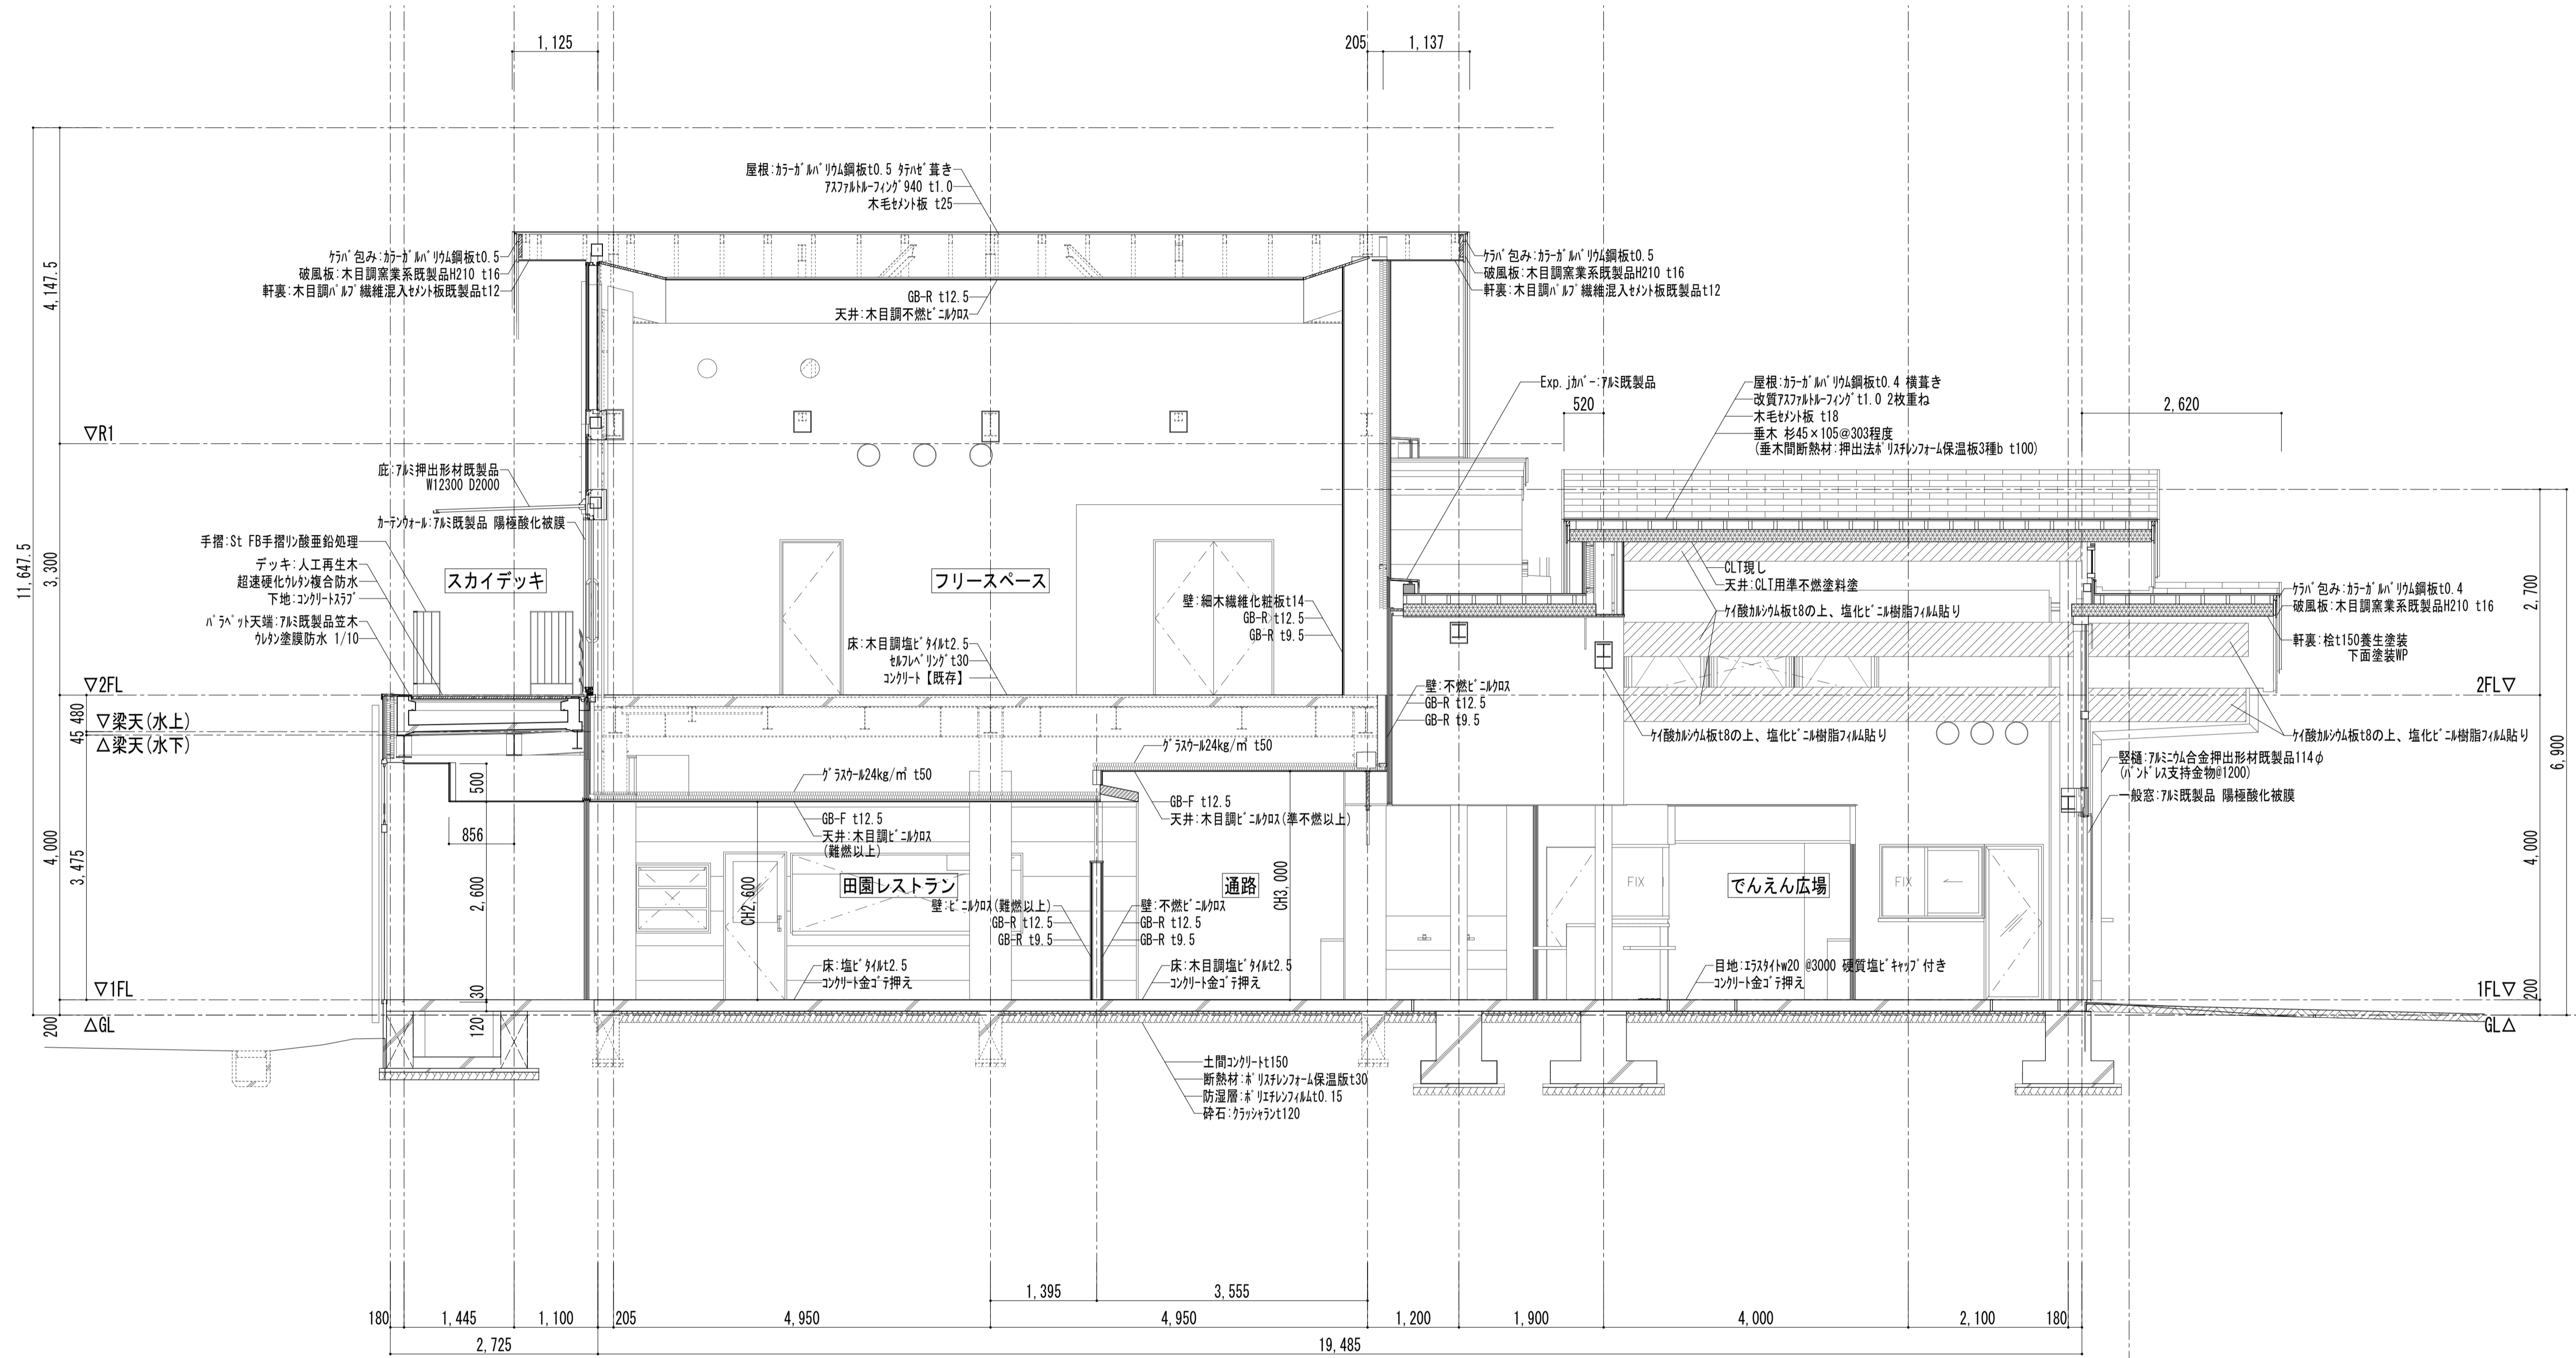 1,125
205
1,137
屋根:ｶﾗｰｶﾞﾙﾊﾞﾘｳﾑ鋼板t0.5 ﾀﾃﾊｾﾞ葺き
ｱｽﾌｧﾙﾄﾙｰﾌｨﾝｸﾞ940 t1.0
木毛ｾﾒﾝﾄ板 t25
ｹﾗﾊﾞ包み:ｶﾗｰｶﾞﾙﾊﾞﾘｳﾑ鋼板t0.5
破風板:木目調窯業系既製品H210 t16
軒裏:木目調ﾊﾟﾙﾌﾟ繊維混入ｾﾒﾝﾄ板既製品t12
ｹﾗﾊﾞ包み:ｶﾗｰｶﾞﾙﾊﾞﾘｳﾑ鋼板t0.5
破風板:木目調窯業系既製品H210 t16
軒裏:木目調ﾊﾟﾙﾌﾟ繊維混入ｾﾒﾝﾄ板既製品t12
GB-R t12.5
天井:木目調不燃ﾋﾞﾆﾙｸﾛｽ
4,147.5
Exp.jｶﾊﾞｰ:ｱﾙﾐ既製品
520
屋根:ｶﾗｰｶﾞﾙﾊﾞﾘｳﾑ鋼板t0.4 横葺き
改質ｱｽﾌｧﾙﾄﾙｰﾌｨﾝｸﾞt1.0 2枚重ね
木毛ｾﾒﾝﾄ板 t18
垂木 杉45×105@303程度
(垂木間断熱材:押出法ﾎﾟﾘｽﾁﾚﾝﾌｫｰﾑ保温板3種b t100)
2,620
▽R1
庇:ｱﾙﾐ押出形材既製品
W12300 D2000
ｶｰﾃﾝｳｫｰﾙ:ｱﾙﾐ既製品 陽極酸化被膜
手摺:St FB手摺リン酸亜鉛処理
デッキ:人工再生木
超速硬化ｳﾚﾀﾝ複合防水
下地:ｺﾝｸﾘｰﾄｽﾗﾌﾞ
ﾊﾟﾗﾍﾟｯﾄ天端:ｱﾙﾐ既製品笠木
ｳﾚﾀﾝ塗膜防水 1/10
スカイデッキ
フリースペース
11,647.5
3,300
壁:細木繊維化粧板t14
GB-R t12.5
GB-R t9.5
床:木目調塩ﾋﾞﾀｲﾙt2.5
ｾﾙﾌﾚﾍﾞﾘﾝｸﾞt30
ｺﾝｸﾘｰﾄ【既存】
CLT現し
天井:CLT用準不燃塗料塗
ｹｲ酸ｶﾙｼｳﾑ板t8の上、塩化ﾋﾞﾆﾙ樹脂ﾌｨﾙﾑ貼り
ｹﾗﾊﾞ包み:ｶﾗｰｶﾞﾙﾊﾞﾘｳﾑ鋼板t0.4
破風板:木目調窯業系既製品H210 t16
軒裏:桧t150養生塗装
下面塗装WP
2,700
▽2FL
2FL▽
480
▽梁天(水上)
45
△梁天(水下)
壁:不燃ﾋﾞﾆﾙｸﾛｽ
GB-R t12.5
GB-R t9.5
ｹｲ酸ｶﾙｼｳﾑ板t8の上、塩化ﾋﾞﾆﾙ樹脂ﾌｨﾙﾑ貼り
ｹｲ酸ｶﾙｼｳﾑ板t8の上、塩化ﾋﾞﾆﾙ樹脂ﾌｨﾙﾑ貼り
6,900
竪樋:ｱﾙﾐﾆｳﾑ合金押出形材既製品114φ
(ﾊﾞﾝﾄﾞﾚｽ支持金物@1200)
一般窓:ｱﾙﾐ既製品 陽極酸化被膜
ｸﾞﾗｽｳｰﾙ24kg/㎡ t50
ｸﾞﾗｽｳｰﾙ24kg/㎡ t50
500
856
GB-F t12.5
天井:木目調ﾋﾞﾆﾙｸﾛｽ
(難燃以上)
GB-F t12.5
天井:木目調ﾋﾞﾆﾙｸﾛｽ(準不燃以上)
4,000
3,475
2,600
CH2,600
CH3,000
4,000
田園レストラン
通路
でんえん広場
FIX
FIX
壁:ﾋﾞﾆﾙｸﾛｽ(難燃以上)
GB-R t12.5
GB-R t9.5
壁:不燃ﾋﾞﾆﾙｸﾛｽ
GB-R t12.5
GB-R t9.5
床:塩ﾋﾞﾀｲﾙt2.5
ｺﾝｸﾘｰﾄ金ｺﾞﾃ押え
床:木目調塩ﾋﾞﾀｲﾙt2.5
ｺﾝｸﾘｰﾄ金ｺﾞﾃ押え
目地:ｴﾗｽﾀｲﾄw20 @3000 硬質塩ﾋﾞｷｬｯﾌﾟ付き
ｺﾝｸﾘｰﾄ金ｺﾞﾃ押え
▽1FL
1FL▽
30
200
△GL
120
200
GL△
土間ｺﾝｸﾘｰﾄt150
断熱材:ﾎﾟﾘｽﾁﾚﾝﾌｫｰﾑ保温版t30
防湿層:ﾎﾟﾘｴﾁﾚﾝﾌｨﾙﾑt0.15
砕石:ｸﾗｯｼｬﾗﾝt120
1,395
3,555
180
1,445
1,100
205
4,950
4,950
1,200
1,900
4,000
2,100
180
2,725
19,485